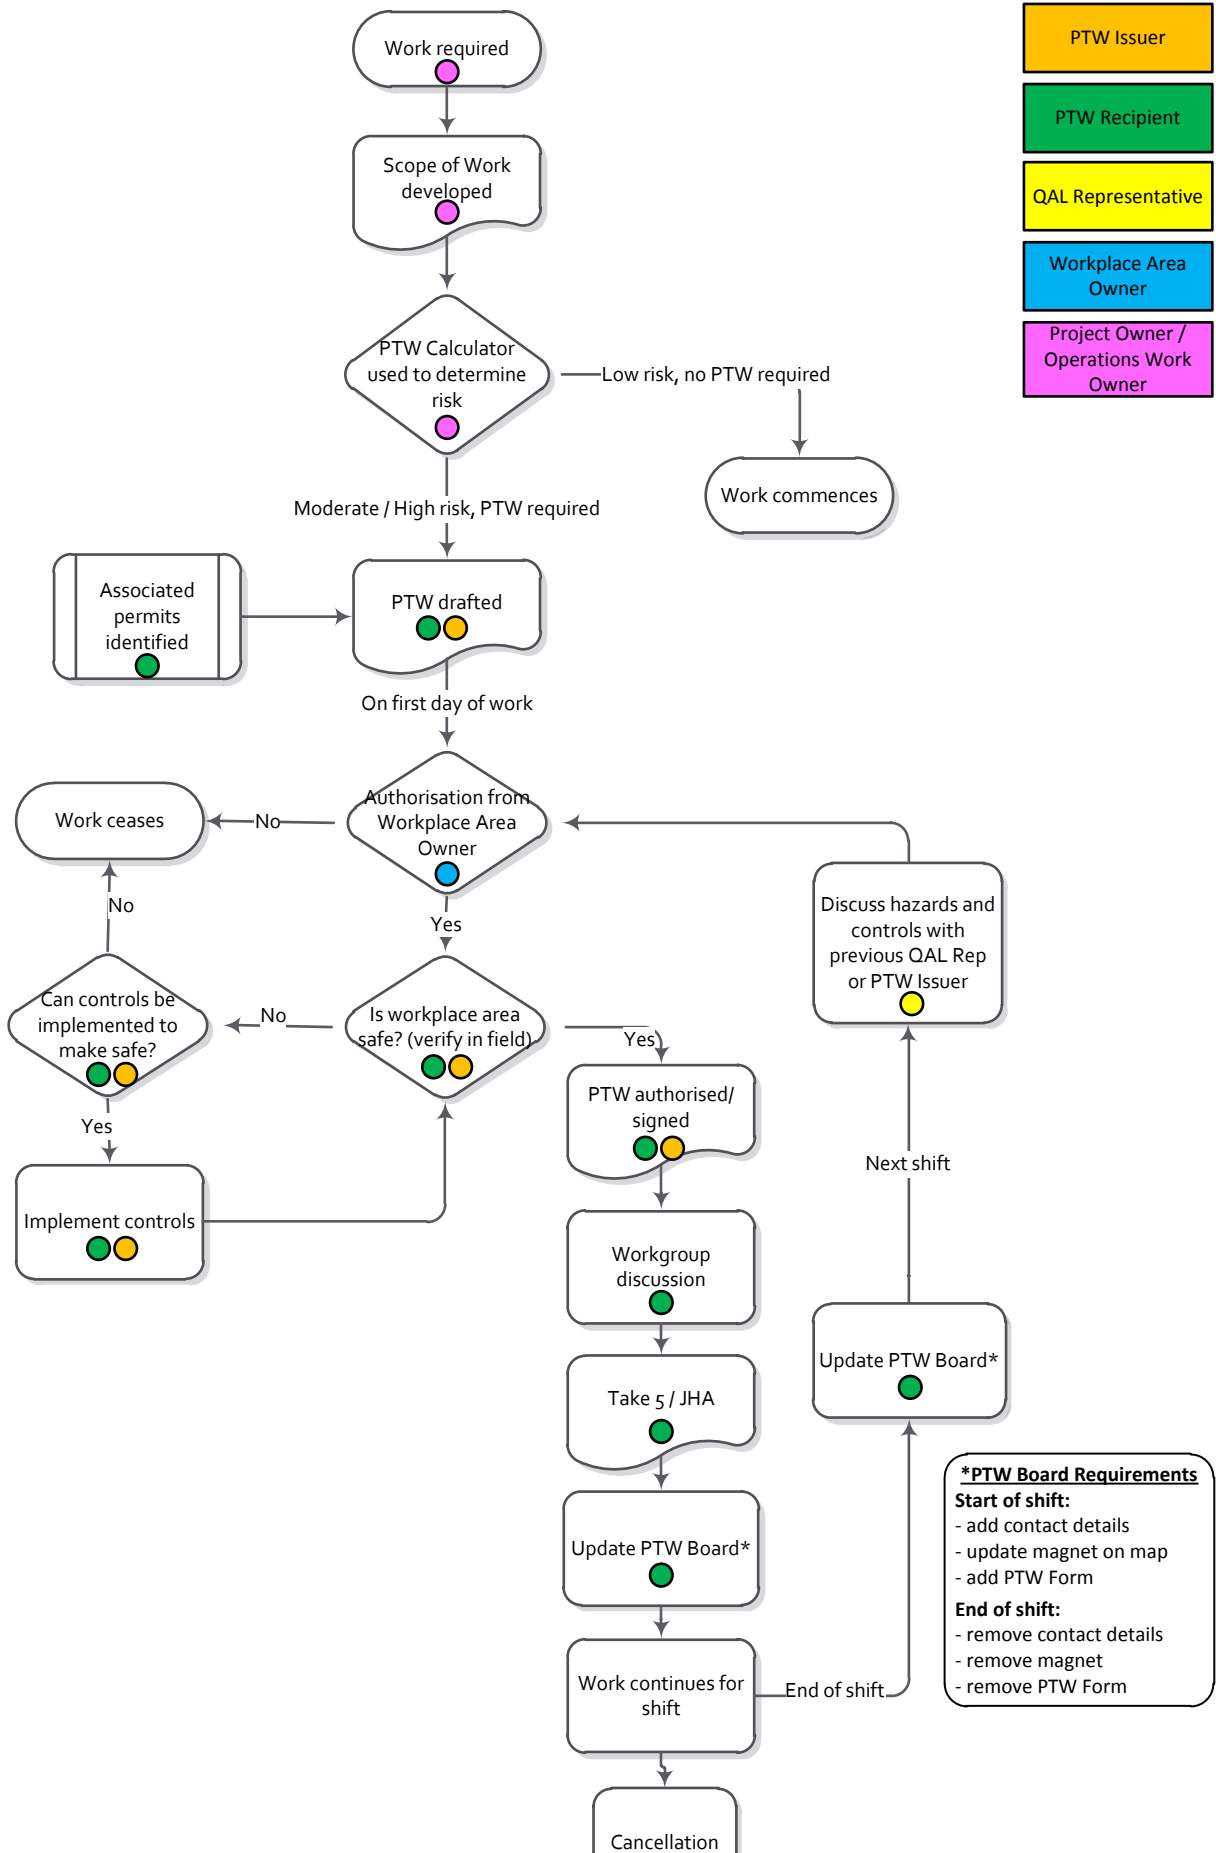 Work required
Scope of Work
developed
PTW Calculator
used to determine
risk
Low risk, no PTW required
Work commences
Moderate / High risk, PTW required
Associated
permits
identified
PTW drafted
On first day of work
Authorisation from
Workplace Area
Owner
No
Work ceases
Yes
No
Can controls be
implemented to
make safe?
No
Is workplace area
safe? (verify in field)
Yes
Yes
Implement controls
PTW authorised/
signed
Workgroup
discussion
Take 5 / JHA
Update PTW Board*
Work continues for
shift
End of shift
Cancellation
Update PTW Board*
Next shift
Discuss hazards and
controls with
previous QAL Rep
or PTW Issuer
PTW Issuer
PTW Recipient
QAL Representative
Workplace Area
Owner
Project Owner /
Operations Work
Owner
*PTW Board Requirements
Start of shift:
- add contact details
- update magnet on map
- add PTW Form
End of shift:
- remove contact details
- remove magnet
- remove PTW Form